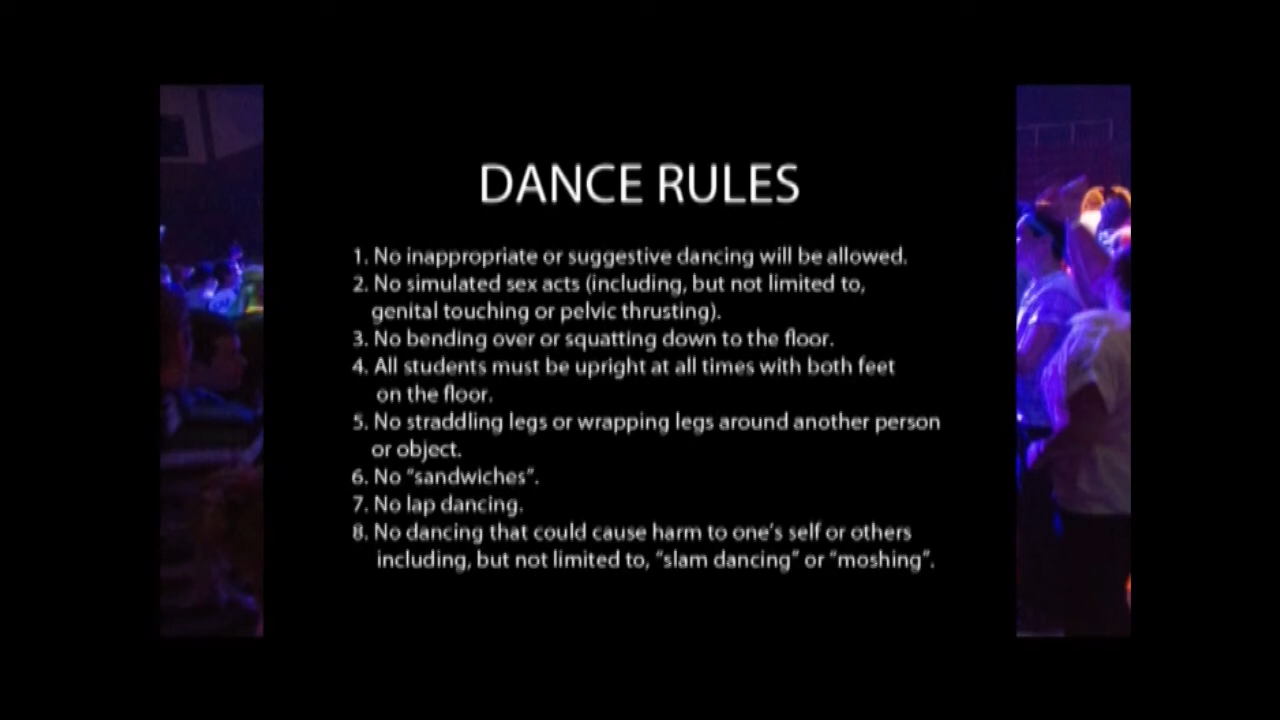 DANCE RULES
1. No inappropriate or suggestive dancing will be allowed.
2. No simulated sex acts (including, but not limited to,
genital touching or pelvic thrusting).
3. No bending over or squatting down to the floor.
4. All students must be upright at all times with both feet
on the floor.
5. No straddling legs or wrapping legs around another person
or object.
6. No "sandwiches".
7. No lap dancing.
8. No dancing that could cause harm to one's self or others
including, but not limited to, "slam dancing" or "moshing".